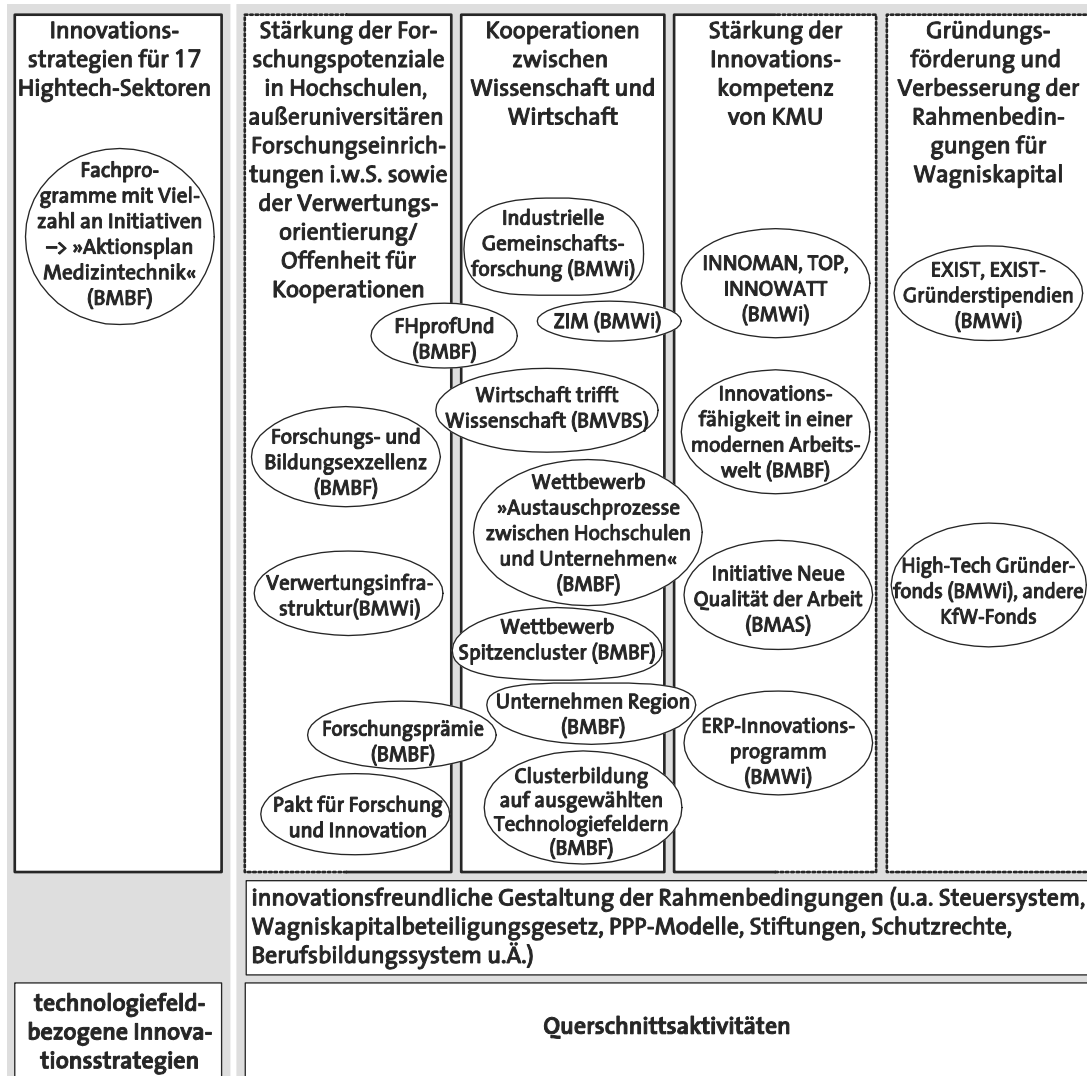 Innovations-
strategien für 17
Hightech-Sektoren
Fachpro-
gramme mit Viel-
zahl an Initiativen
–> »Aktionsplan
Medizintechnik«
(BMBF)
Stärkung der For-
schungspotenziale
in Hochschulen,
außeruniversitären
Forschungseinrich-
tungen i.w.S. sowie
der Verwertungs-
orientierung/
Offenheit für
Kooperationen
FHprofUnd
(BMBF)
Forschungs- und
Bildungsexzellenz
(BMBF)
Verwertungsinfra-
struktur(BMWi)
Forschungsprämie
(BMBF)
Pakt für Forschung
und Innovation
Kooperationen
zwischen
Wissenschaft und
Wirtschaft
Industrielle
Gemeinschafts-
forschung (BMWi)
ZIM (BMWi)
Wirtschaft trifft
Wissenschaft (BMVBS)
Wettbewerb
»Austauschprozesse
zwischen Hochschulen
und Unternehmen«
(BMBF)
Wettbewerb
Spitzencluster (BMBF)
Unternehmen Region
(BMBF)
Clusterbildung
auf ausgewählten
Technologiefeldern
(BMBF)
Stärkung der
Innovations-
kompetenz
von KMU
INNOMAN, TOP,
INNOWATT
(BMWi)
Innovations-
fähigkeit in einer
modernen Arbeits-
welt (BMBF)
Initiative Neue
Qualität der Arbeit
(BMAS)
ERP-Innovations-
programm
(BMWi)
Gründungs-
förderung und
Verbesserung der
Rahmenbedin-
gungen für
Wagniskapital
EXIST, EXIST-
Gründerstipendien
(BMWi)
High-Tech Gründer-
fonds (BMWi), andere
KfW-Fonds
innovationsfreundliche Gestaltung der Rahmenbedingungen (u.a. Steuersystem,
Wagniskapitalbeteiligungsgesetz, PPP-Modelle, Stiftungen, Schutzrechte,
Berufsbildungssystem u.Ä.)
technologiefeld-
bezogene Innova-
tionsstrategien
Querschnittsaktivitäten